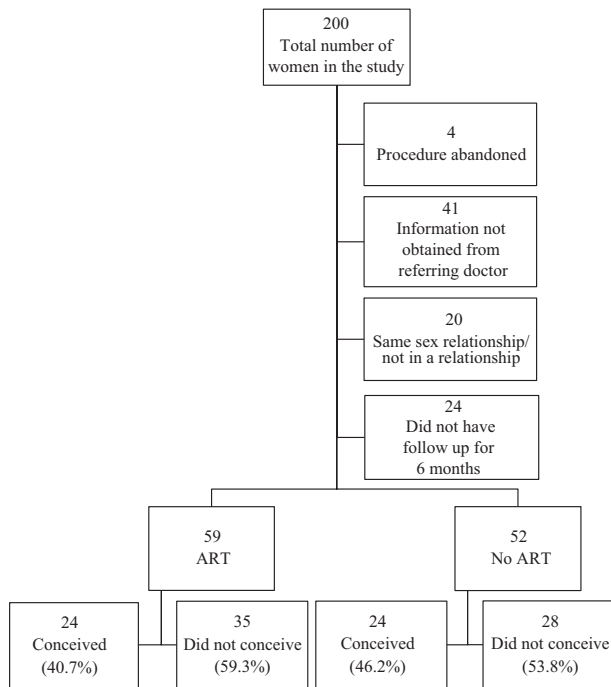 200
Total number of
women in the study
4
Procedure abandoned
41
Information not
obtained from
referring doctor
20
Same sex relationship/
not in a relationship
24
Did not have
follow up for
6 months
59
ART
52
No ART
24
Conceived
(40.7%)
35
Did not conceive
(59.3%)
24
Conceived
(46.2%)
28
Did not conceive
(53.8%)